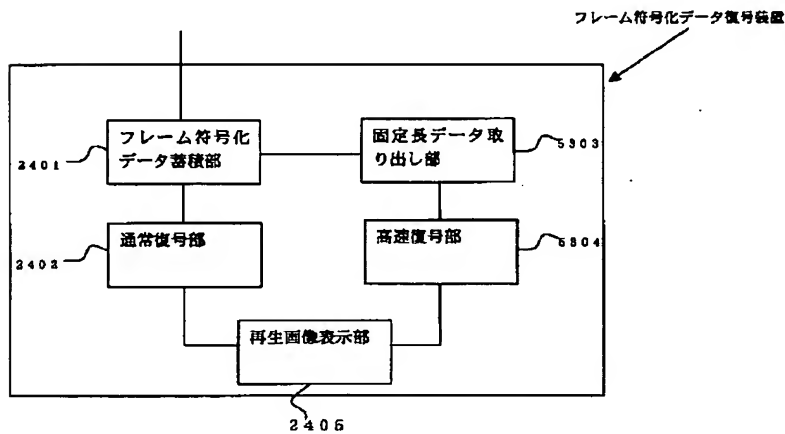 フレーム符号化データ復号装置
フレーム符号化
データ蓄積部
2401
固定長データ取
り出し部
5303
通常復号部
2402
高速復号部
5304
再生画像表示部
2405